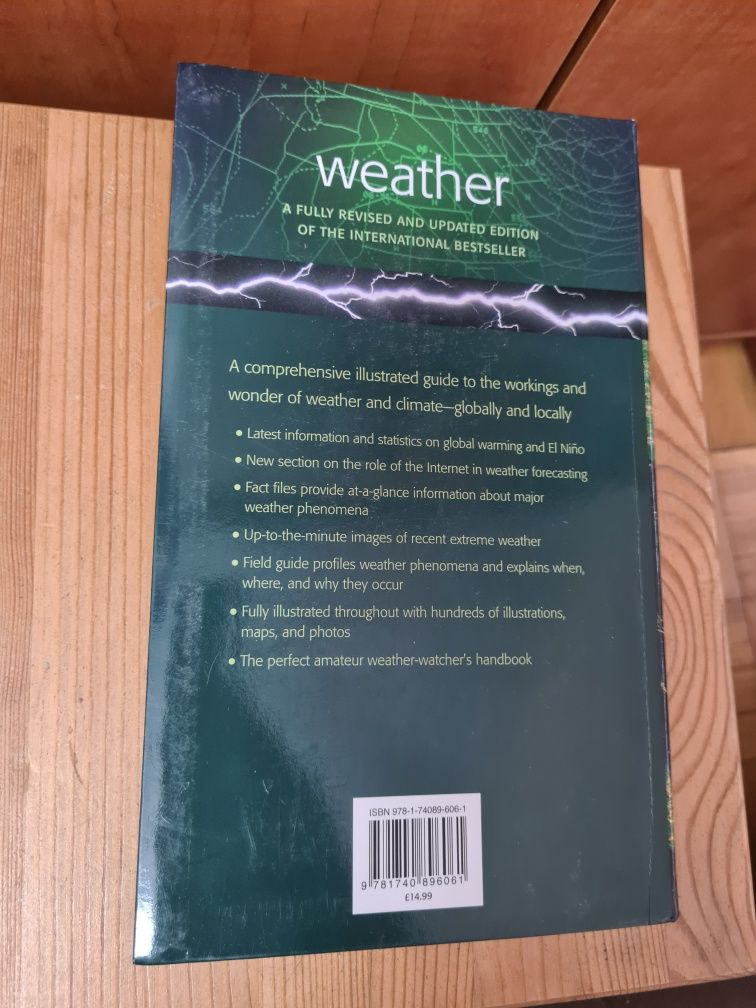 weather
A FULLY REVISED AND UPDATED EDITION
OF THE INTERNATIONAL BESTSELLER
A comprehensive illustrated guide to the workings and
wonder of weather and climate—globally and locally
• Latest information and statistics on global warming and El Niño
• New section on the role of the Internet in weather forecasting
• Fact files provide at-a-glance information about major
weather phenomena
• Up-to-the-minute images of recent extreme weather
• Field guide profiles weather phenomena and explains when,
where, and why they occur
• Fully illustrated throughout with hundreds of illustrations,
maps, and photos
• The perfect amateur weather-watcher's handbook
ISBN 978-1-74089-606-1
9 781740 896061
£14.99